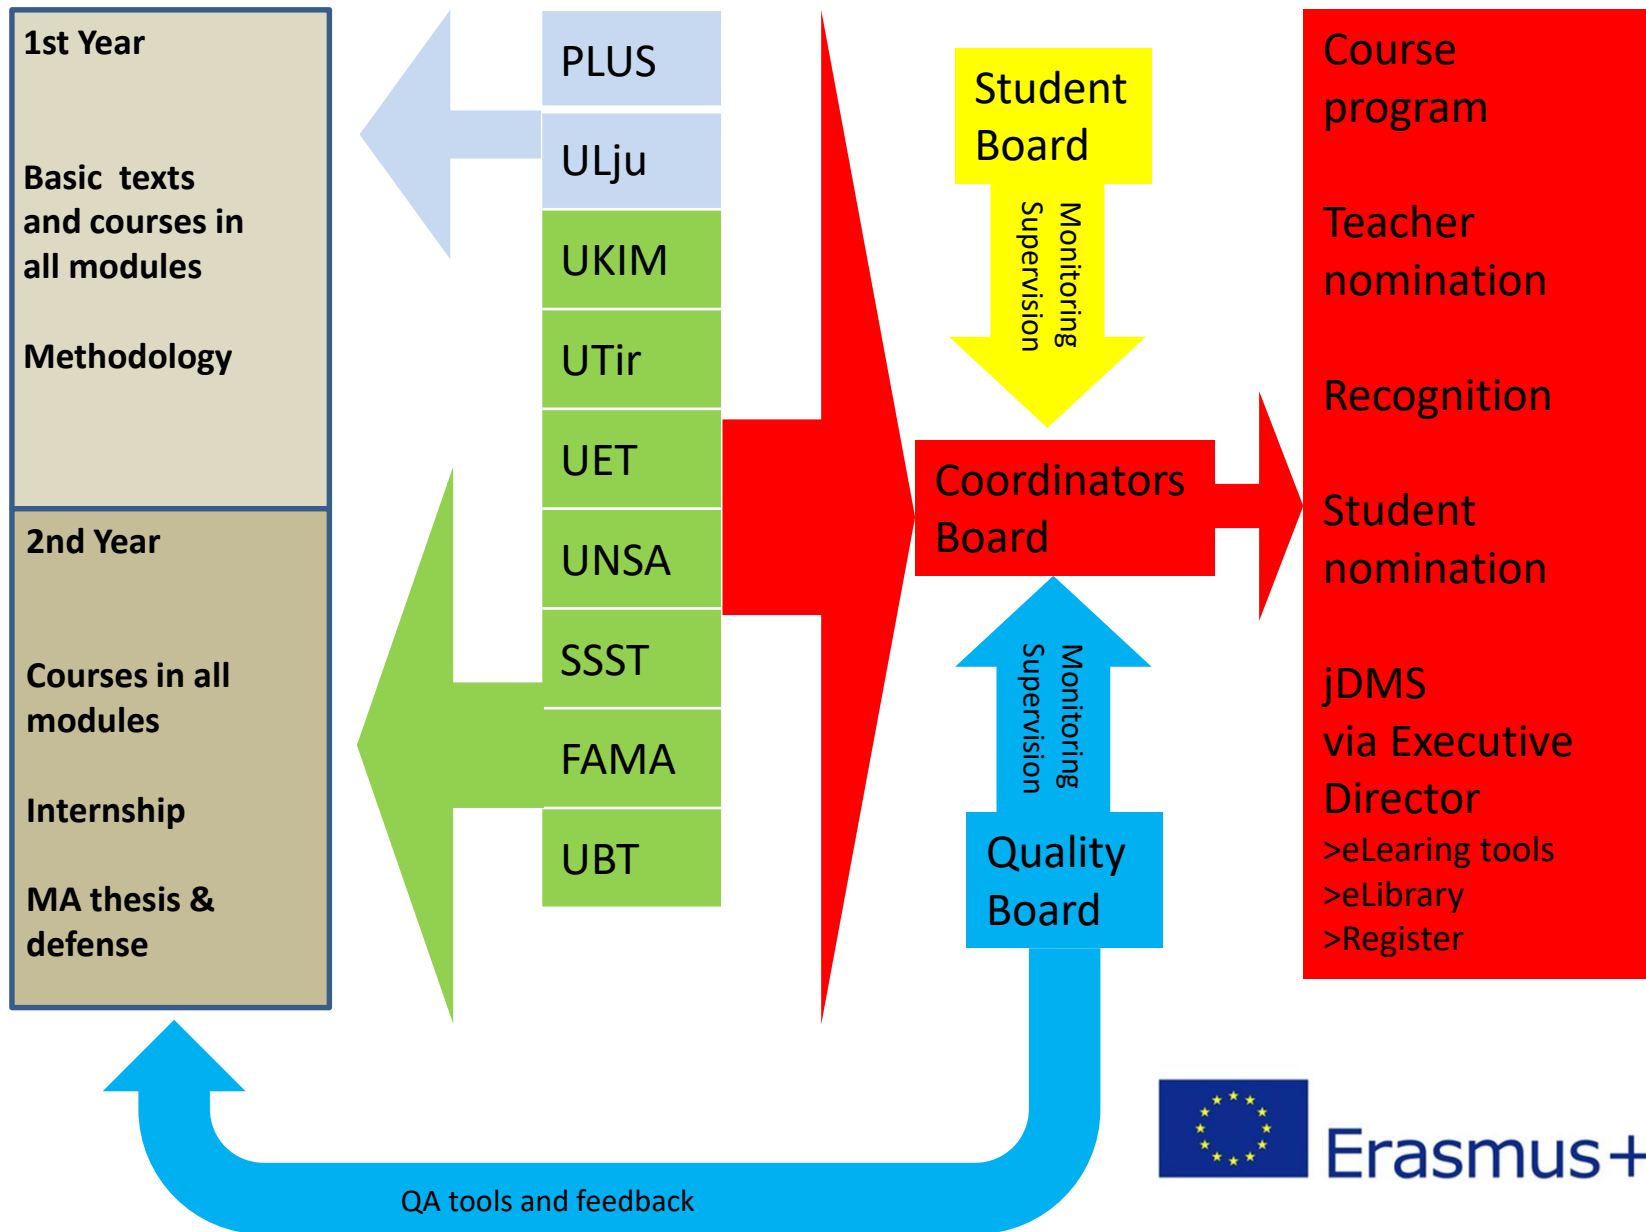 1st Year
Basic texts
and courses in
all modules
Methodology
2nd Year
Courses in all
modules
Internship
MA thesis &
defense
PLUS
ULju
UKIM
UTir
UET
UNSA
SSST
FAMA
UBT
Student
Board
Monitoring
Supervision
Coordinators
Board
Monitoring
Supervision
Quality
Board
Course
program
Teacher
nomination
Recognition
Student
nomination
jDMS
via Executive
Director
>eLearing tools
>eLibrary
>Register
QA tools and feedback
Erasmus+